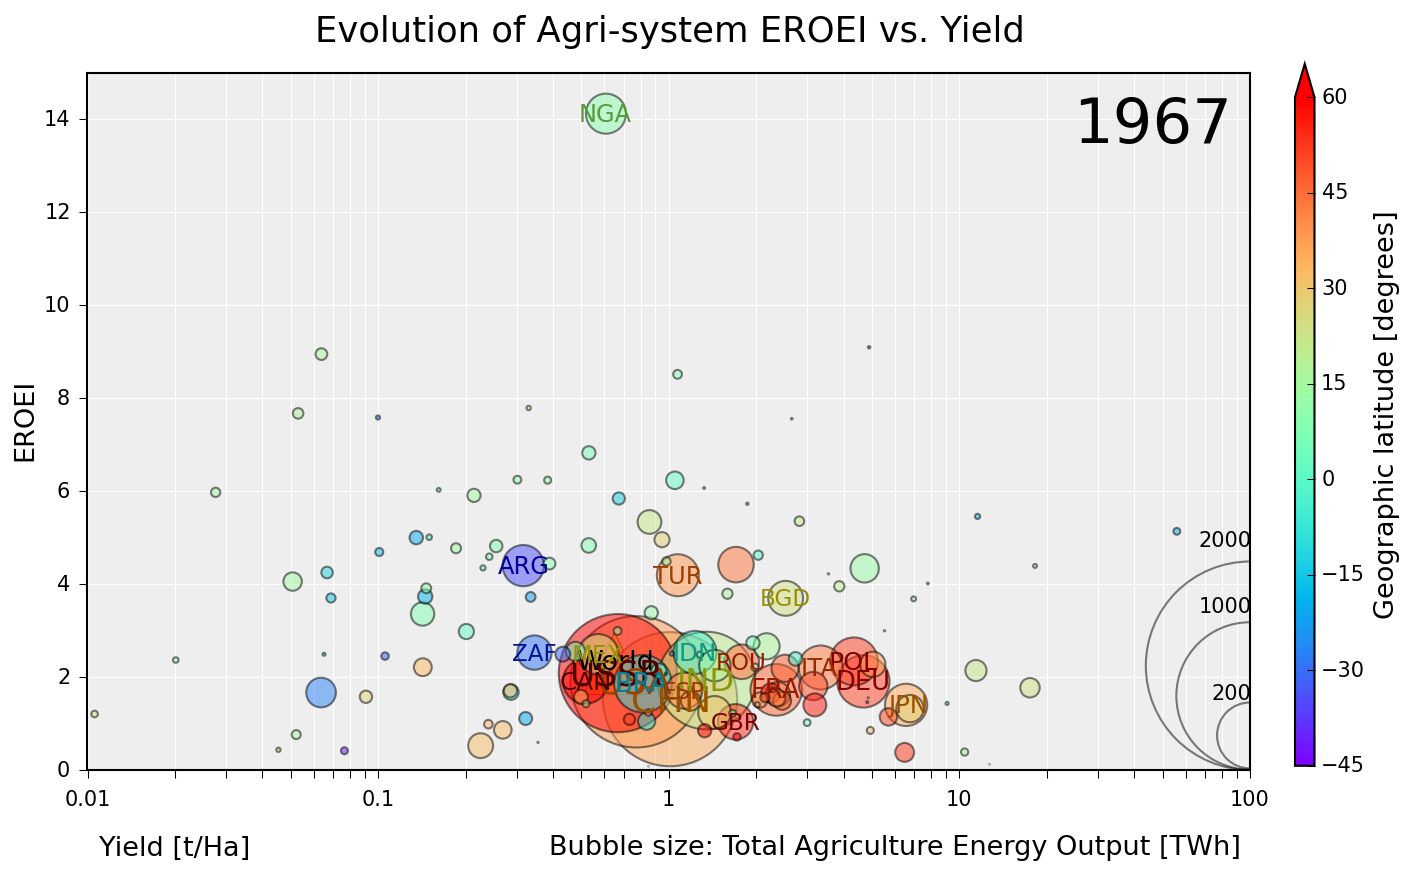 Evolution of Agri-system EROEI vs. Yield
1967
NGA
ARG
TUR
BGD
ZAF
MEX
World
IDN
ROU
ITA
POL
BRA
IND
ESP
FRA
DEU
CHN
GBR
JPN
EROEI
14
12
10
8
6
4
2
0
0.01
0.1
1
10
100
Yield [t/Ha]
Bubble size: Total Agriculture Energy Output [TWh]
2000
1000
200
60
45
30
15
0
−15
−30
−45
Geographic latitude [degrees]